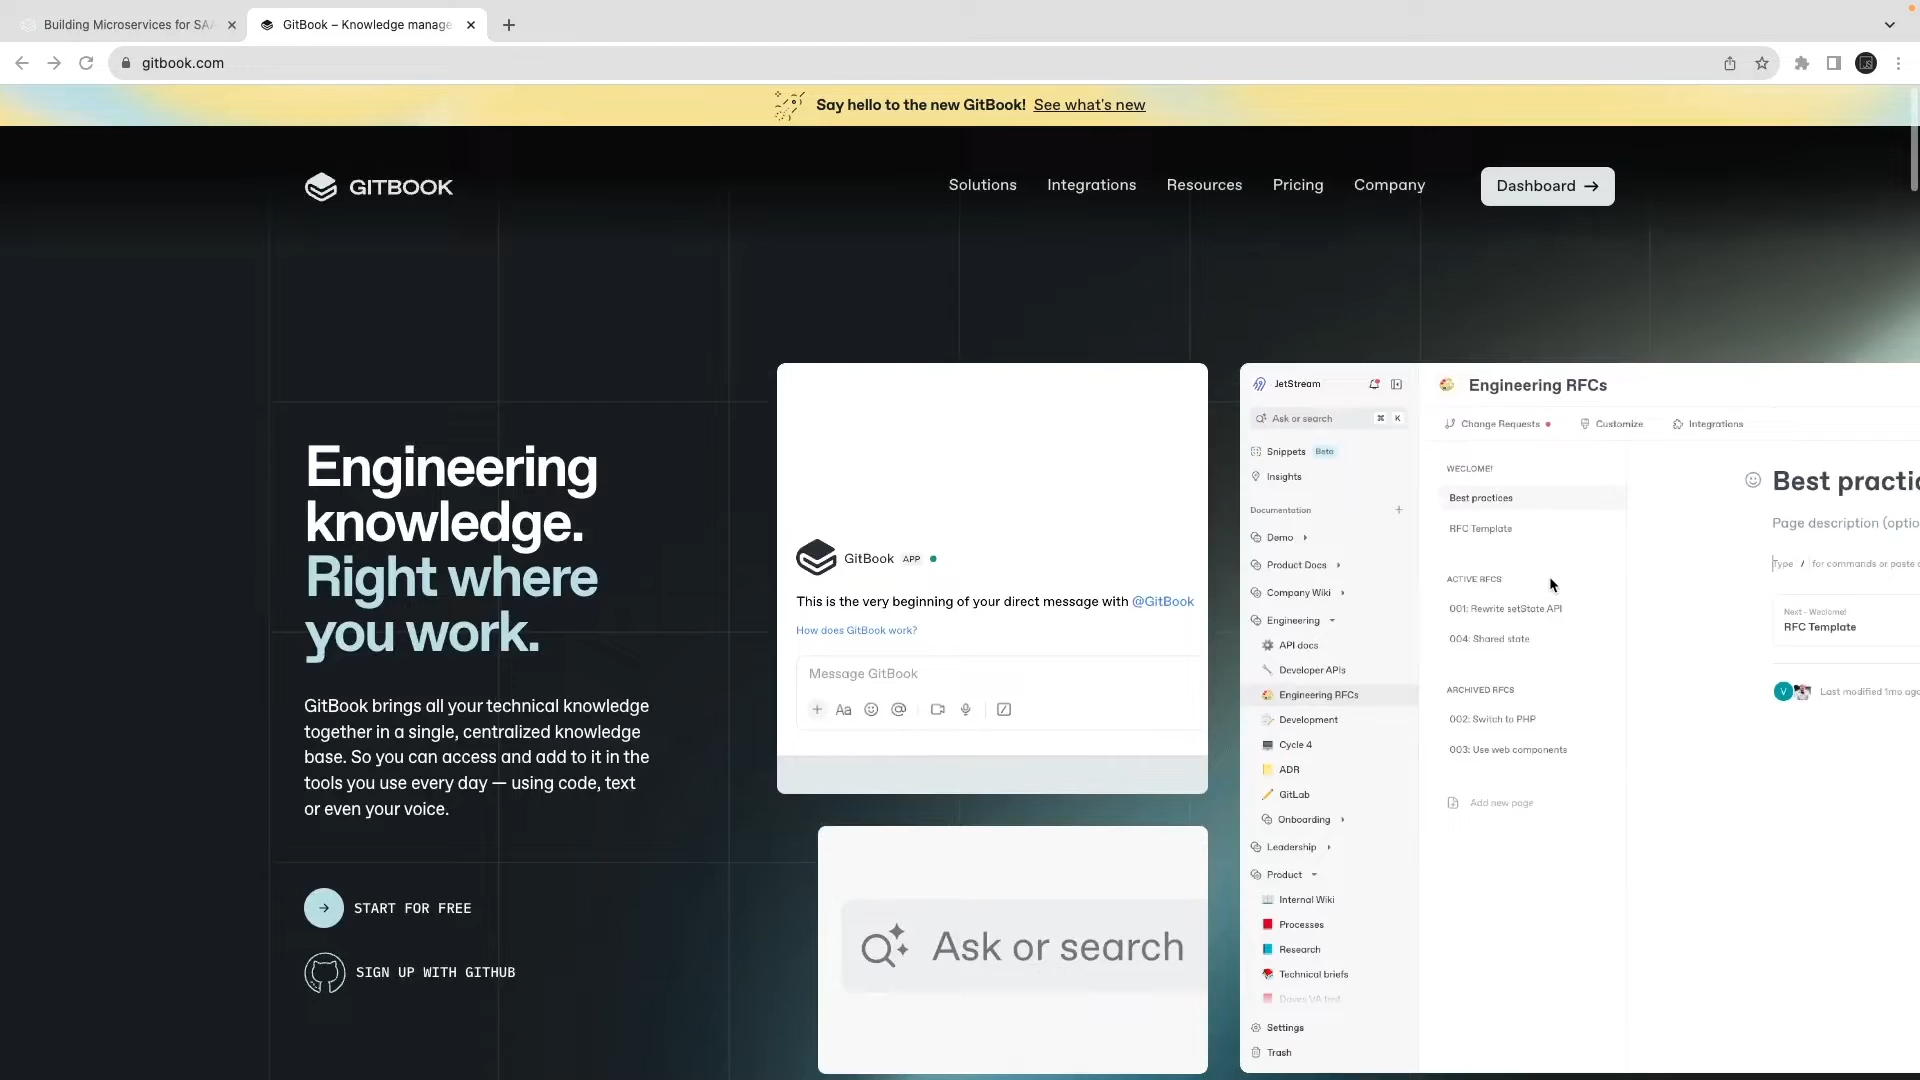 Building Microservices for SAA
GitBook – Knowledge manage
gitbook.com
Say hello to the new GitBook! See what's new
GITBOOK
Solutions
Integrations
Resources
Pricing
Company
Dashboard →
Engineering
knowledge.
Right where
you work.
GitBook brings all your technical knowledge
together in a single, centralized knowledge
base. So you can access and add to it in the
tools you use every day — using code, text
or even your voice.
START FOR FREE
SIGN UP WITH GITHUB
GitBook APP
This is the very beginning of your direct message with @GitBook
How does GitBook work?
Message GitBook
Aa
Ask or search
JetStream
Ask or search ⌘ K
Snippets Beta
Insights
Documentation
Demo
Product Docs
Company Wiki
Engineering
API docs
Developer APIs
Engineering RFCs
Development
Cycle 4
ADR
GitLab
Onboarding
Leadership
Product
Internal Wiki
Processes
Research
Technical briefs
Daves VA test
Settings
Trash
Engineering RFCs
Change Requests
Customize
Integrations
WECLOME!
Best practices
RFC Template
ACTIVE RFCS
001: Rewrite setState API
004: Shared state
ARCHIVED RFCS
002: Switch to PHP
003: Use web components
Add new page
Best practic
Page description (optio
Type / for commands or paste c
Next - Weclome!
RFC Template
V
Last modified 1mo ago